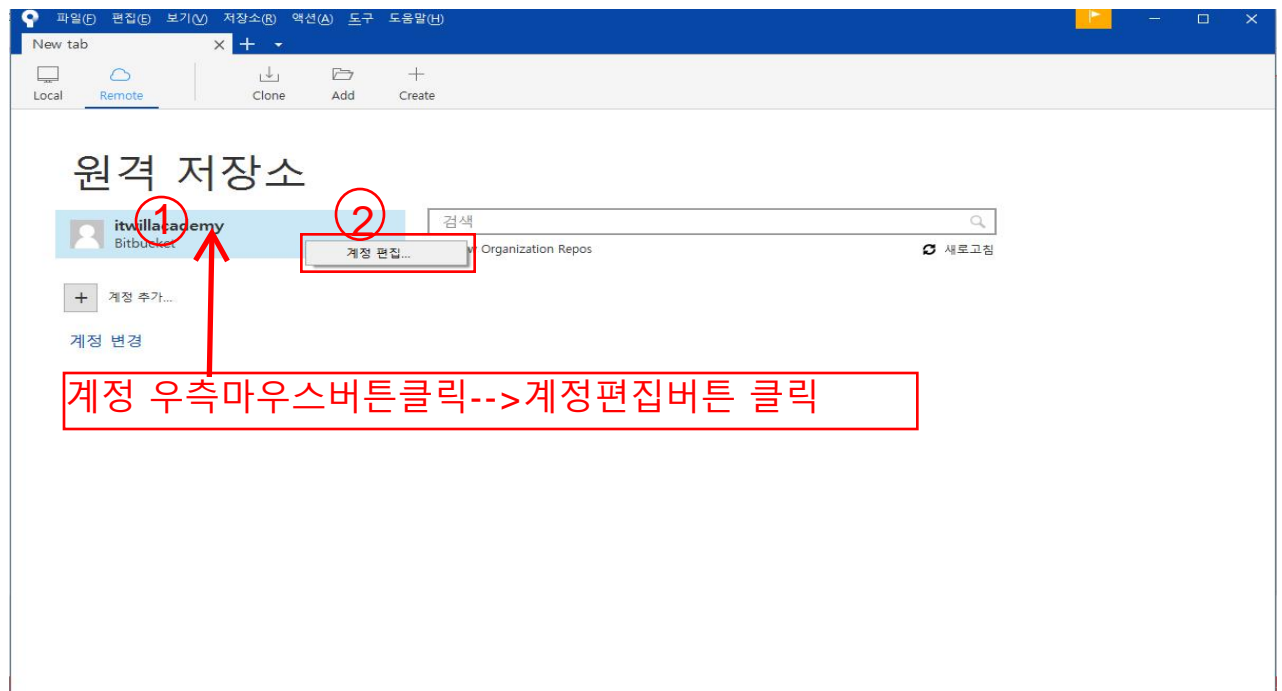 파일(F) 편집(E) 보기(V) 저장소(R) 액션(A) 도구 도움말(H)
New tab
Local Remote Clone Add Create
원격 저장소
① ②
itwillacademy
Bitbucket
검색
계정 편집...
Organization Repos
새로고침
계정 추가...
계정 변경
계정 우측마우스버튼클릭-->계정편집버튼 클릭